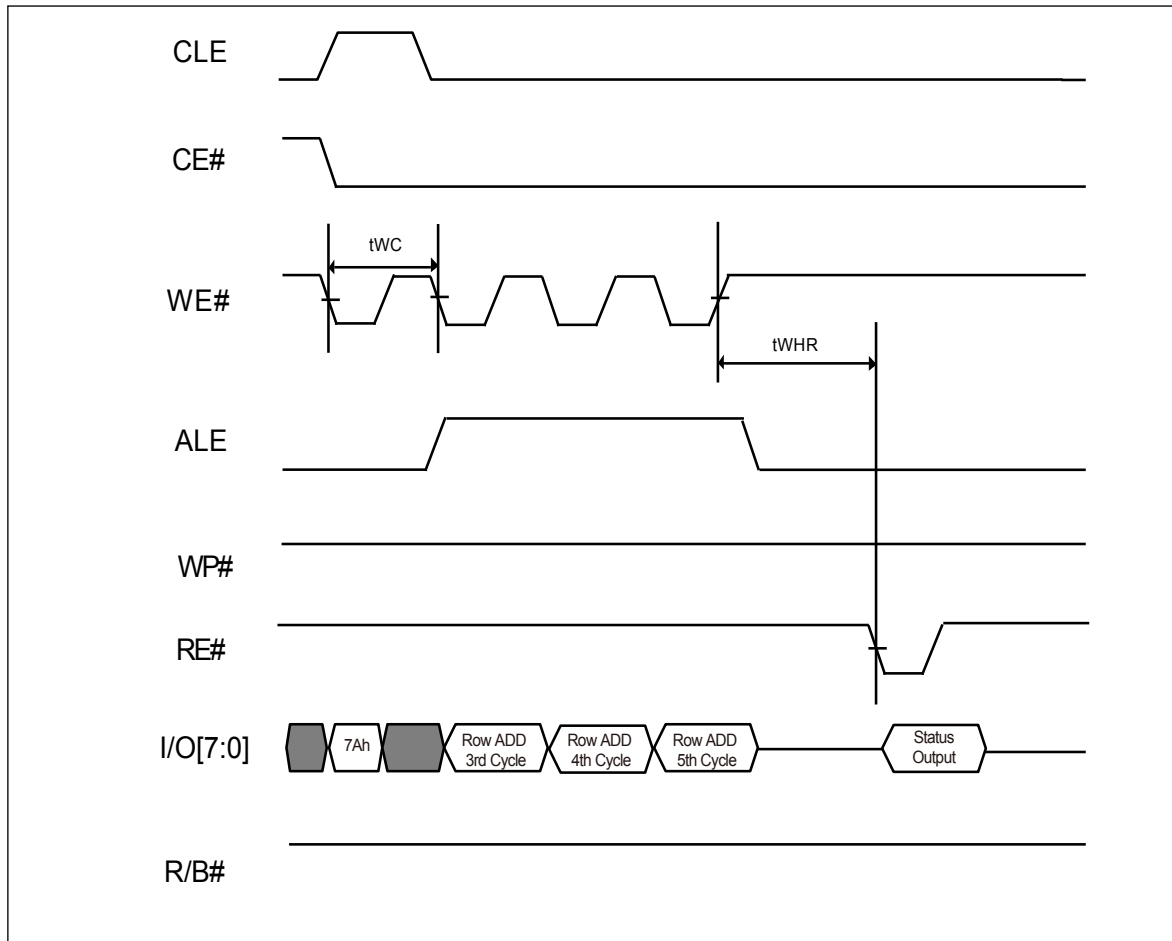 CLE
CE#
tWC
WE#
tWHR
ALE
WP#
RE#
I/O[7:0]
7Ah
Row ADD
3rd Cycle
Row ADD
4th Cycle
Row ADD
5th Cycle
Status
Output
R/B#